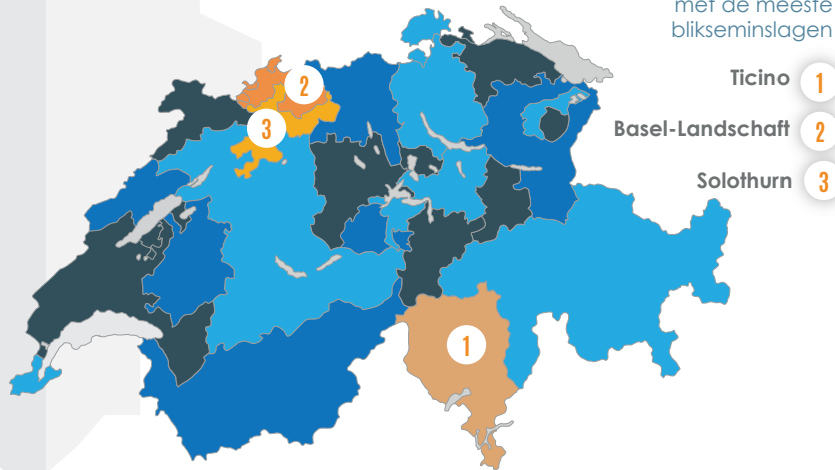 met de meeste
blikseminslagen
Ticino 1
Basel-Landschaft 2
Solothurn 3
2
3
1